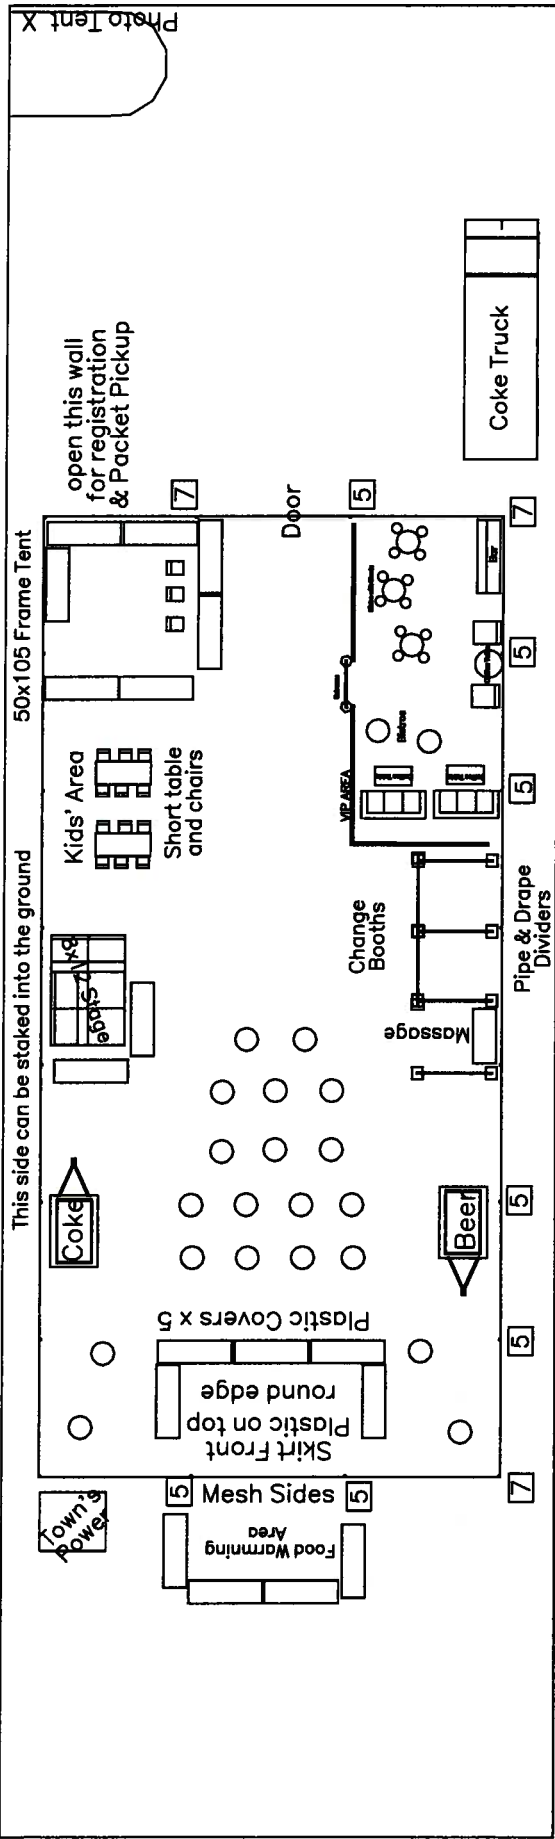 Photo Tent X
This side can be staked into the ground
50x105 Frame Tent
open this wall
for registration
& Packet Pickup
7
Town's
Power
Coke
8x12 Stage
Kids' Area
Short table
and chairs
Door
5
Food Warmning
Area
5
Mesh Sides
5
Skirt Front
Plastic on top
round edge
Plastic Covers x 5
Beer
Massage
Change
Booths
VIP AREA
Bistros
Bar
Coke Truck
7
5
5
5
Pipe & Drape
Dividers
5
7